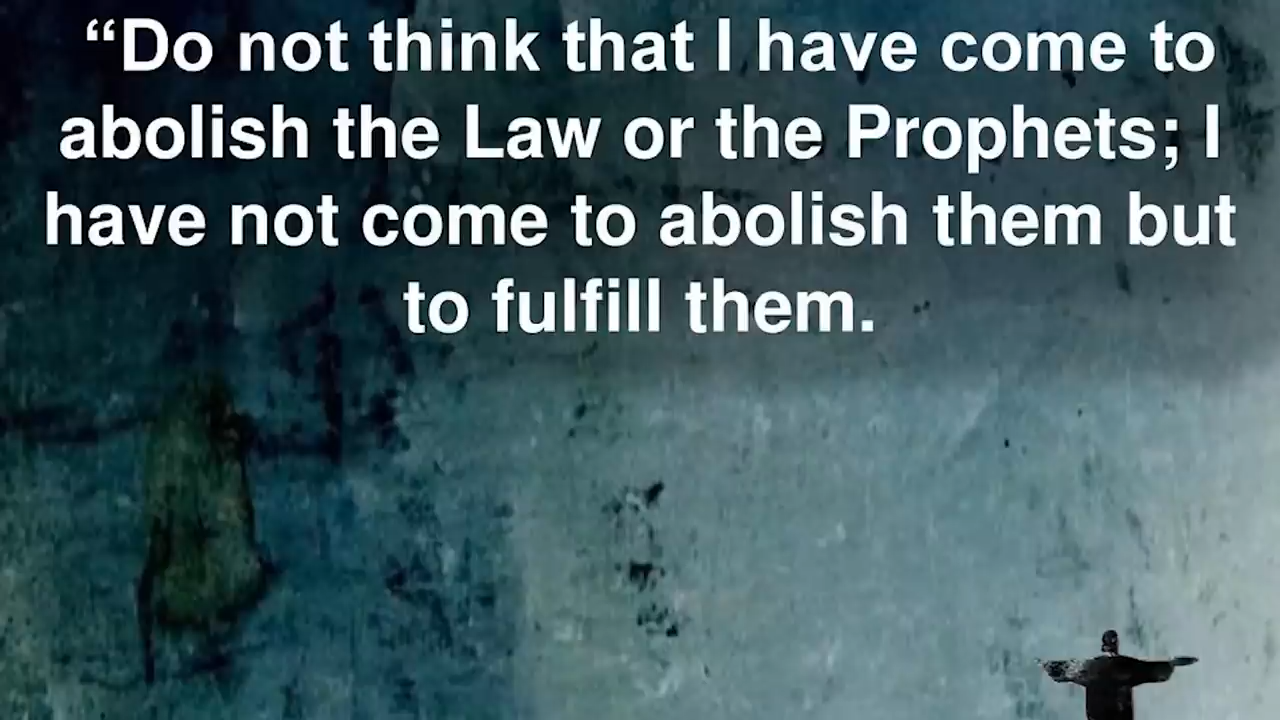 “Do not think that I have come to
abolish the Law or the Prophets; I
have not come to abolish them but
to fulfill them.